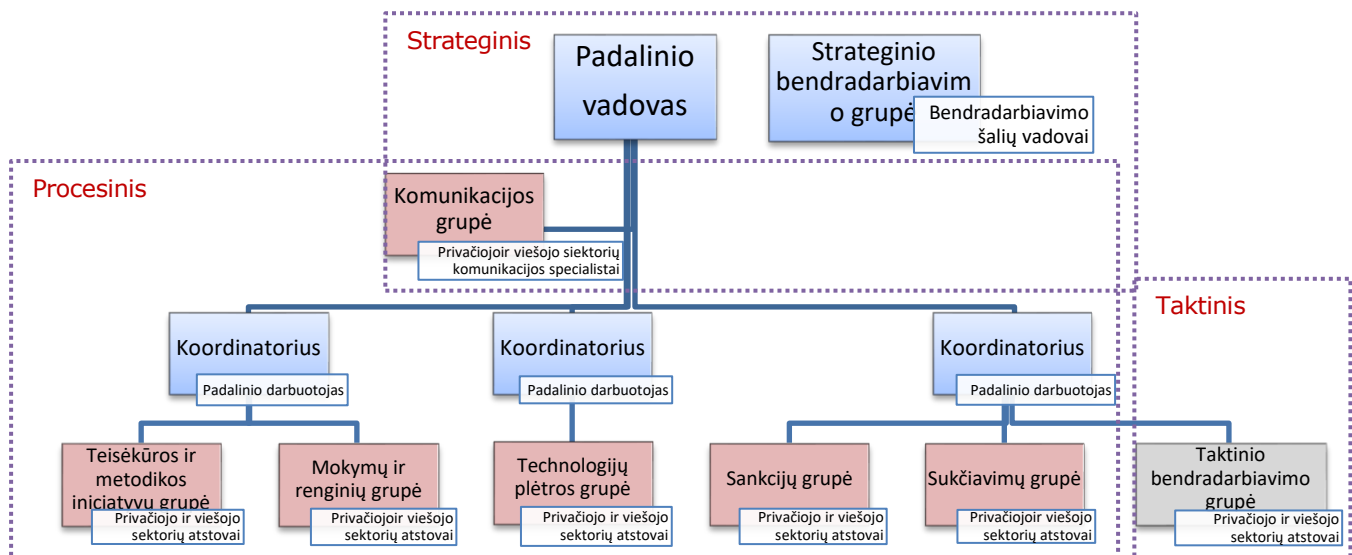 Strateginis
Padalinio
vadovas
Strateginio
bendradarbiavim
o grupė
Bendradarbiavimo
šalių vadovai
Procesinis
Komunikacijos
grupė
Privačiojoir viešojo siektorių
komunikacijos specialistai
Taktinis
Koordinatorius
Padalinio darbuotojas
Koordinatorius
Padalinio darbuotojas
Koordinatorius
Padalinio darbuotojas
Teisėkūros ir
metodikos
iniciatyvų grupė
Privačiojo ir viešojo
sektorių atstovai
Mokymų ir
renginių grupė
Privačiojoir viešojo
sektorių atstovai
Technologijų
plėtros grupė
Privačiojo ir viešojo
sektorių atstovai
Sankcijų grupė
Privačiojo ir viešojo
sektorių atstovai
Sukčiavimų grupė
Privačiojoir viešojo
sektorių atstovai
Taktinio
bendradarbiavimo
grupė
Privačiojo ir viešojo
sektorių atstovai